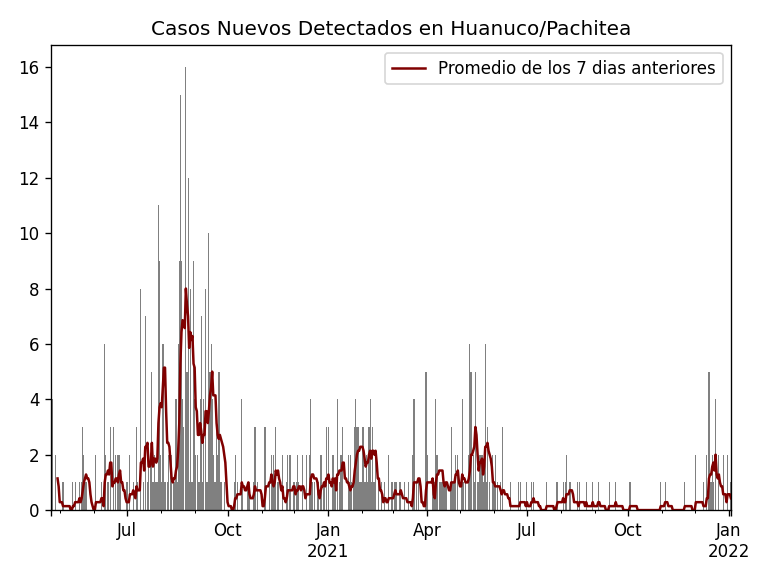 Casos Nuevos Detectados en Huanuco/Pachitea
Promedio de los 7 dias anteriores
16
14
12
10
8
6
4
2
0
Jul
Oct
Jan
2021
Apr
Jul
Oct
Jan
2022